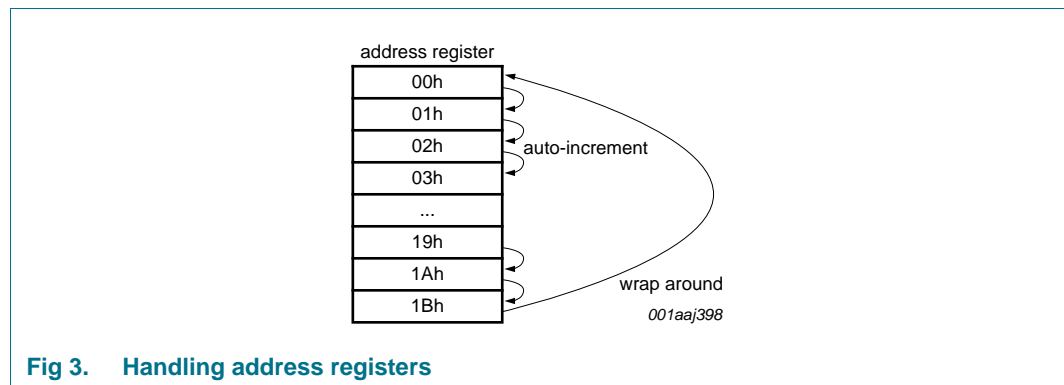 address register
00h
01h
02h
auto-increment
03h
...
19h
1Ah
wrap around
1Bh
001aaj398
Fig 3. Handling address registers